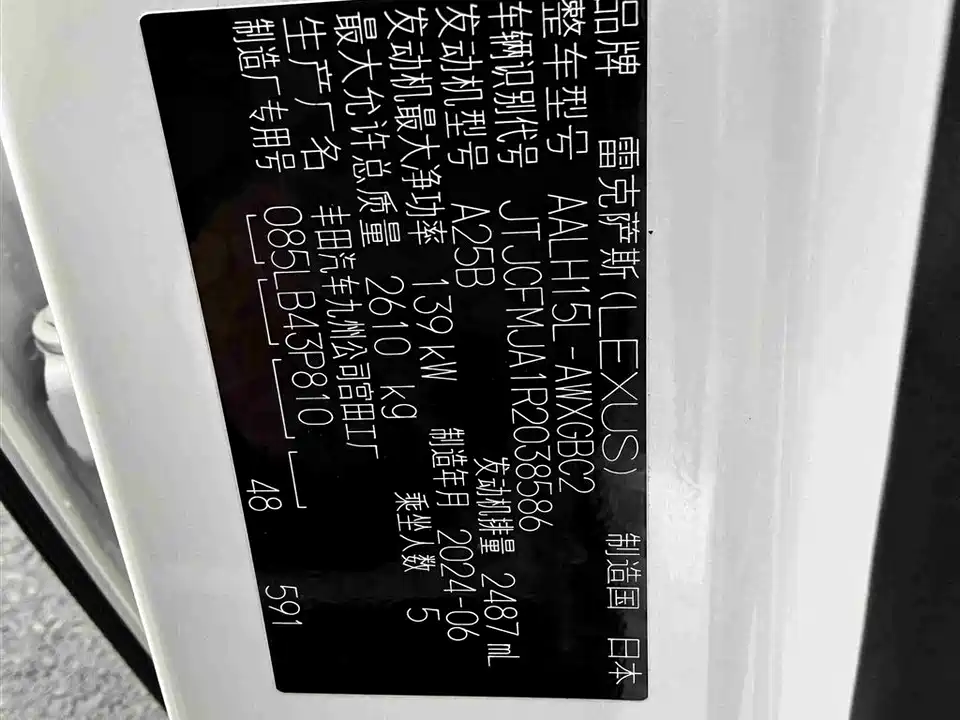 品牌 雷克萨斯(LEXUS) 制造国 日本
整车型号 AALH15L-AWXGBC2
车辆识别代号 JTJCFMJA1R2038586
发动机型号 A25B 发动机排量 2487 mL
发动机最大净功率 139 kW 制造年月 2024-06
最大允许总质量 2610 kg 乘坐人数 5
生产厂名 丰田汽车九州公司宫田工厂
制造厂专用号 085LB43P810 48 591